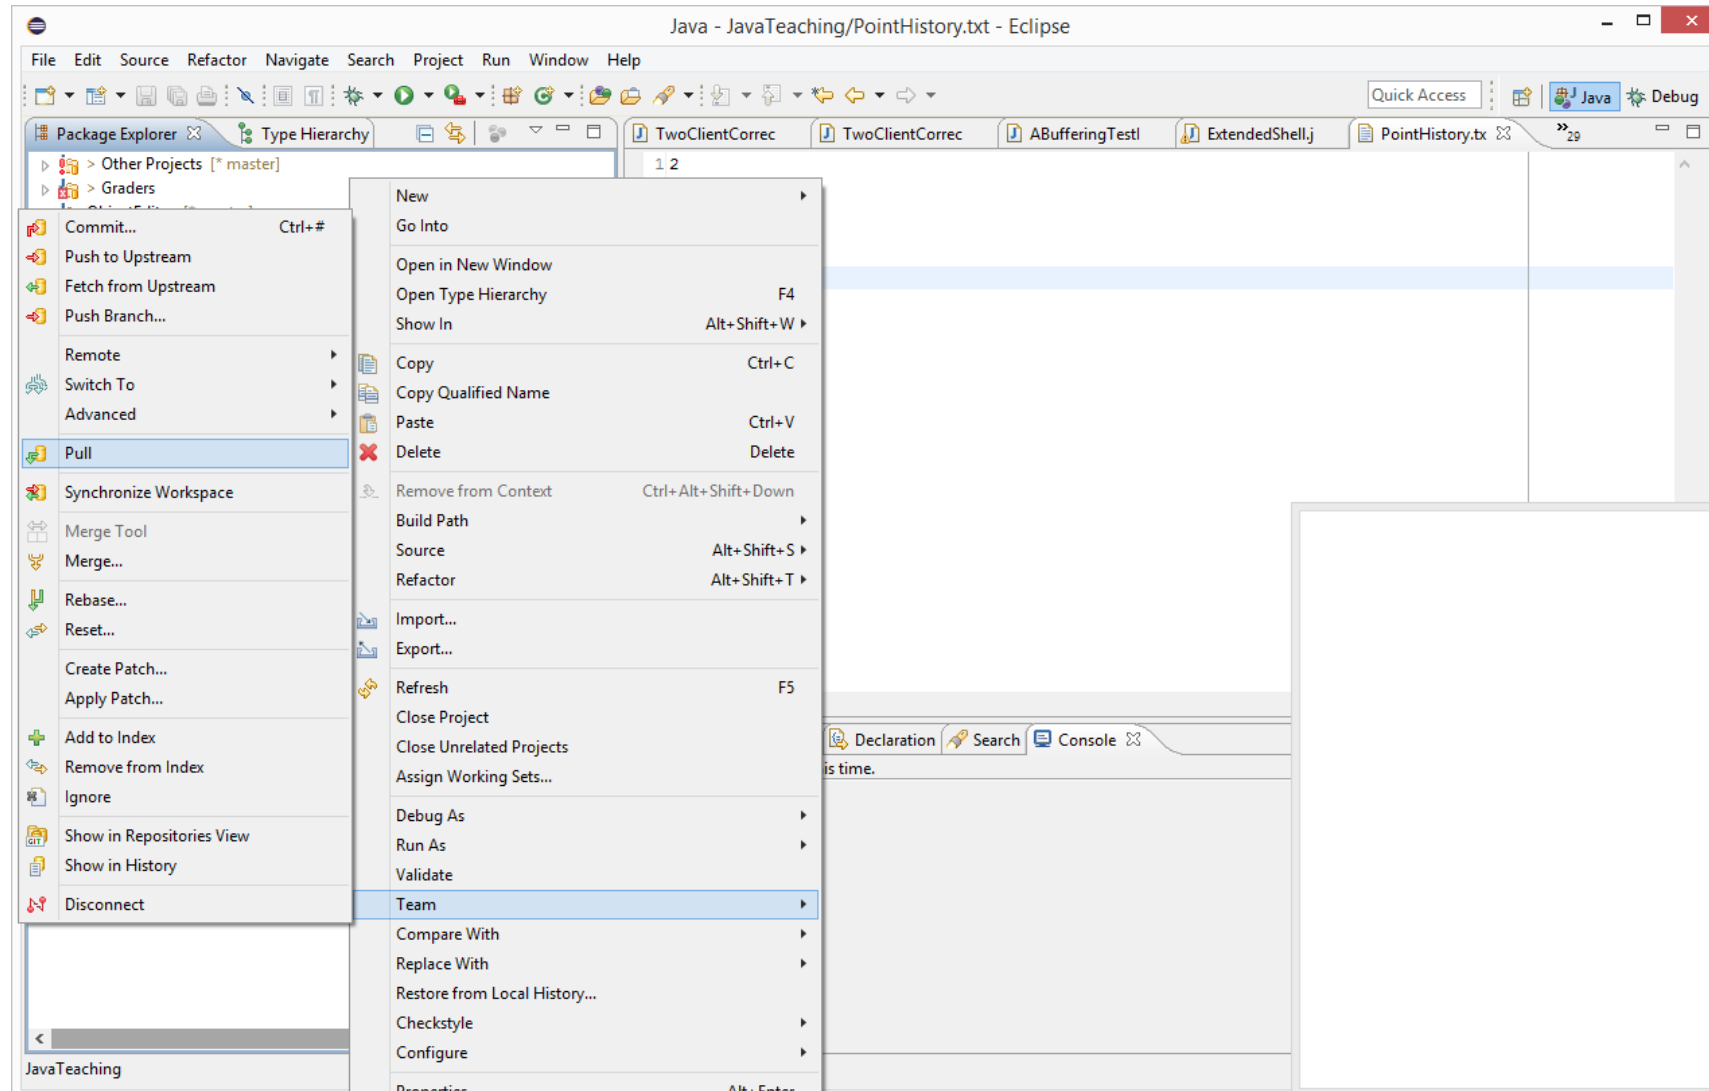 Java - JavaTeaching/PointHistory.txt - Eclipse
File Edit Source Refactor Navigate Search Project Run Window Help
Quick Access Java Debug
Package Explorer Type Hierarchy
TwoClientCorrec TwoClientCorrec ABufferingTestI ExtendedShell.j PointHistory.tx »29
> Other Projects [* master]
> Graders
1 2
Commit... Ctrl+#
Push to Upstream
Fetch from Upstream
Push Branch...
Remote
Switch To
Advanced
Pull
Synchronize Workspace
Merge Tool
Merge...
Rebase...
Reset...
Create Patch...
Apply Patch...
Add to Index
Remove from Index
Ignore
Show in Repositories View
Show in History
Disconnect
New
Go Into
Open in New Window
Open Type Hierarchy F4
Show In Alt+Shift+W
Copy Ctrl+C
Copy Qualified Name
Paste Ctrl+V
Delete Delete
Remove from Context Ctrl+Alt+Shift+Down
Build Path
Source Alt+Shift+S
Refactor Alt+Shift+T
Import...
Export...
Refresh F5
Close Project
Close Unrelated Projects
Assign Working Sets...
Debug As
Run As
Validate
Team
Compare With
Replace With
Restore from Local History...
Checkstyle
Configure
Properties Alt+Enter
Declaration Search Console
is time.
JavaTeaching